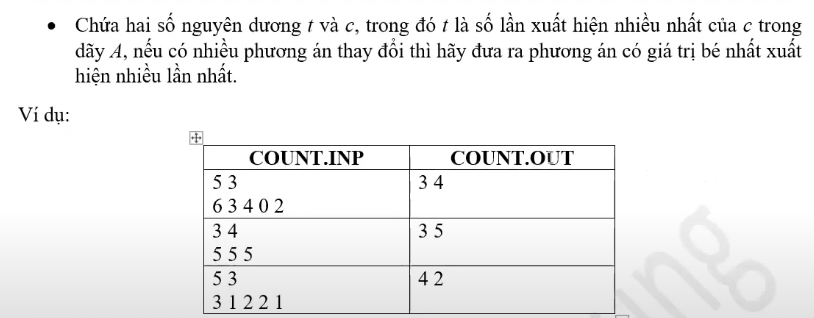 • Chứa hai số nguyên dương t và c, trong đó t là số lần xuất hiện nhiều nhất của c trong
dãy A, nếu có nhiều phương án thay đổi thì hãy đưa ra phương án có giá trị bé nhất xuất
hiện nhiều lần nhất.
Ví dụ:
COUNT.INP COUNT.OUT
5 3 3 4
6 3 4 0 2
3 4 3 5
5 5 5
5 3 4 2
3 1 2 2 1